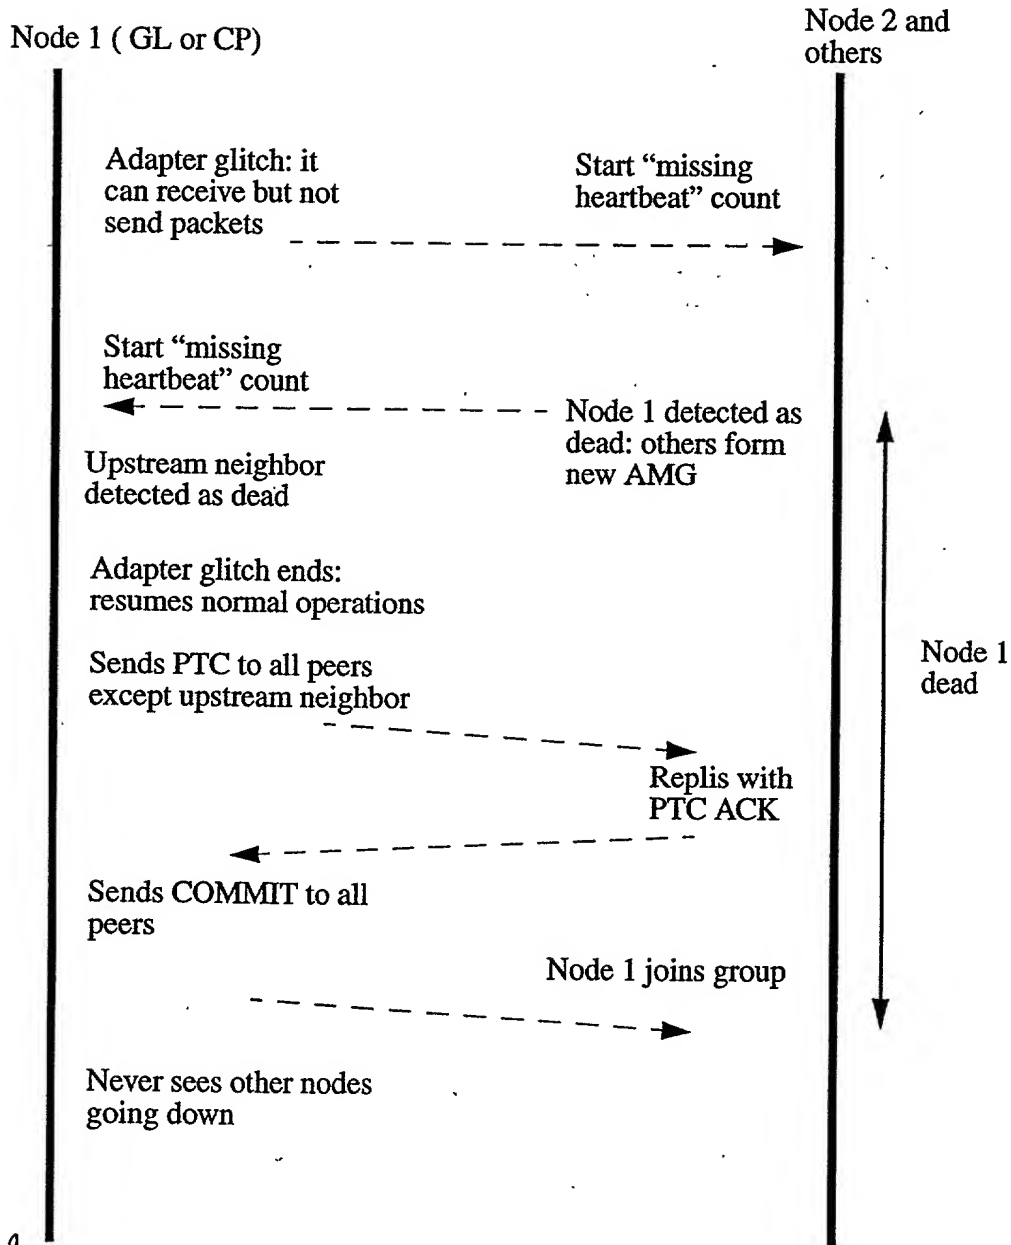 Node 1 ( GL or CP)
Node 2 and
others
Adapter glitch: it
can receive but not
send packets
Start “missing
heartbeat” count
Start “missing
heartbeat” count
Node 1 detected as
dead: others form
new AMG
Upstream neighbor
detected as dead
Adapter glitch ends:
resumes normal operations
Sends PTC to all peers
except upstream neighbor
Node 1
dead
Replis with
PTC ACK
Sends COMMIT to all
peers
Node 1 joins group
Never sees other nodes
going down